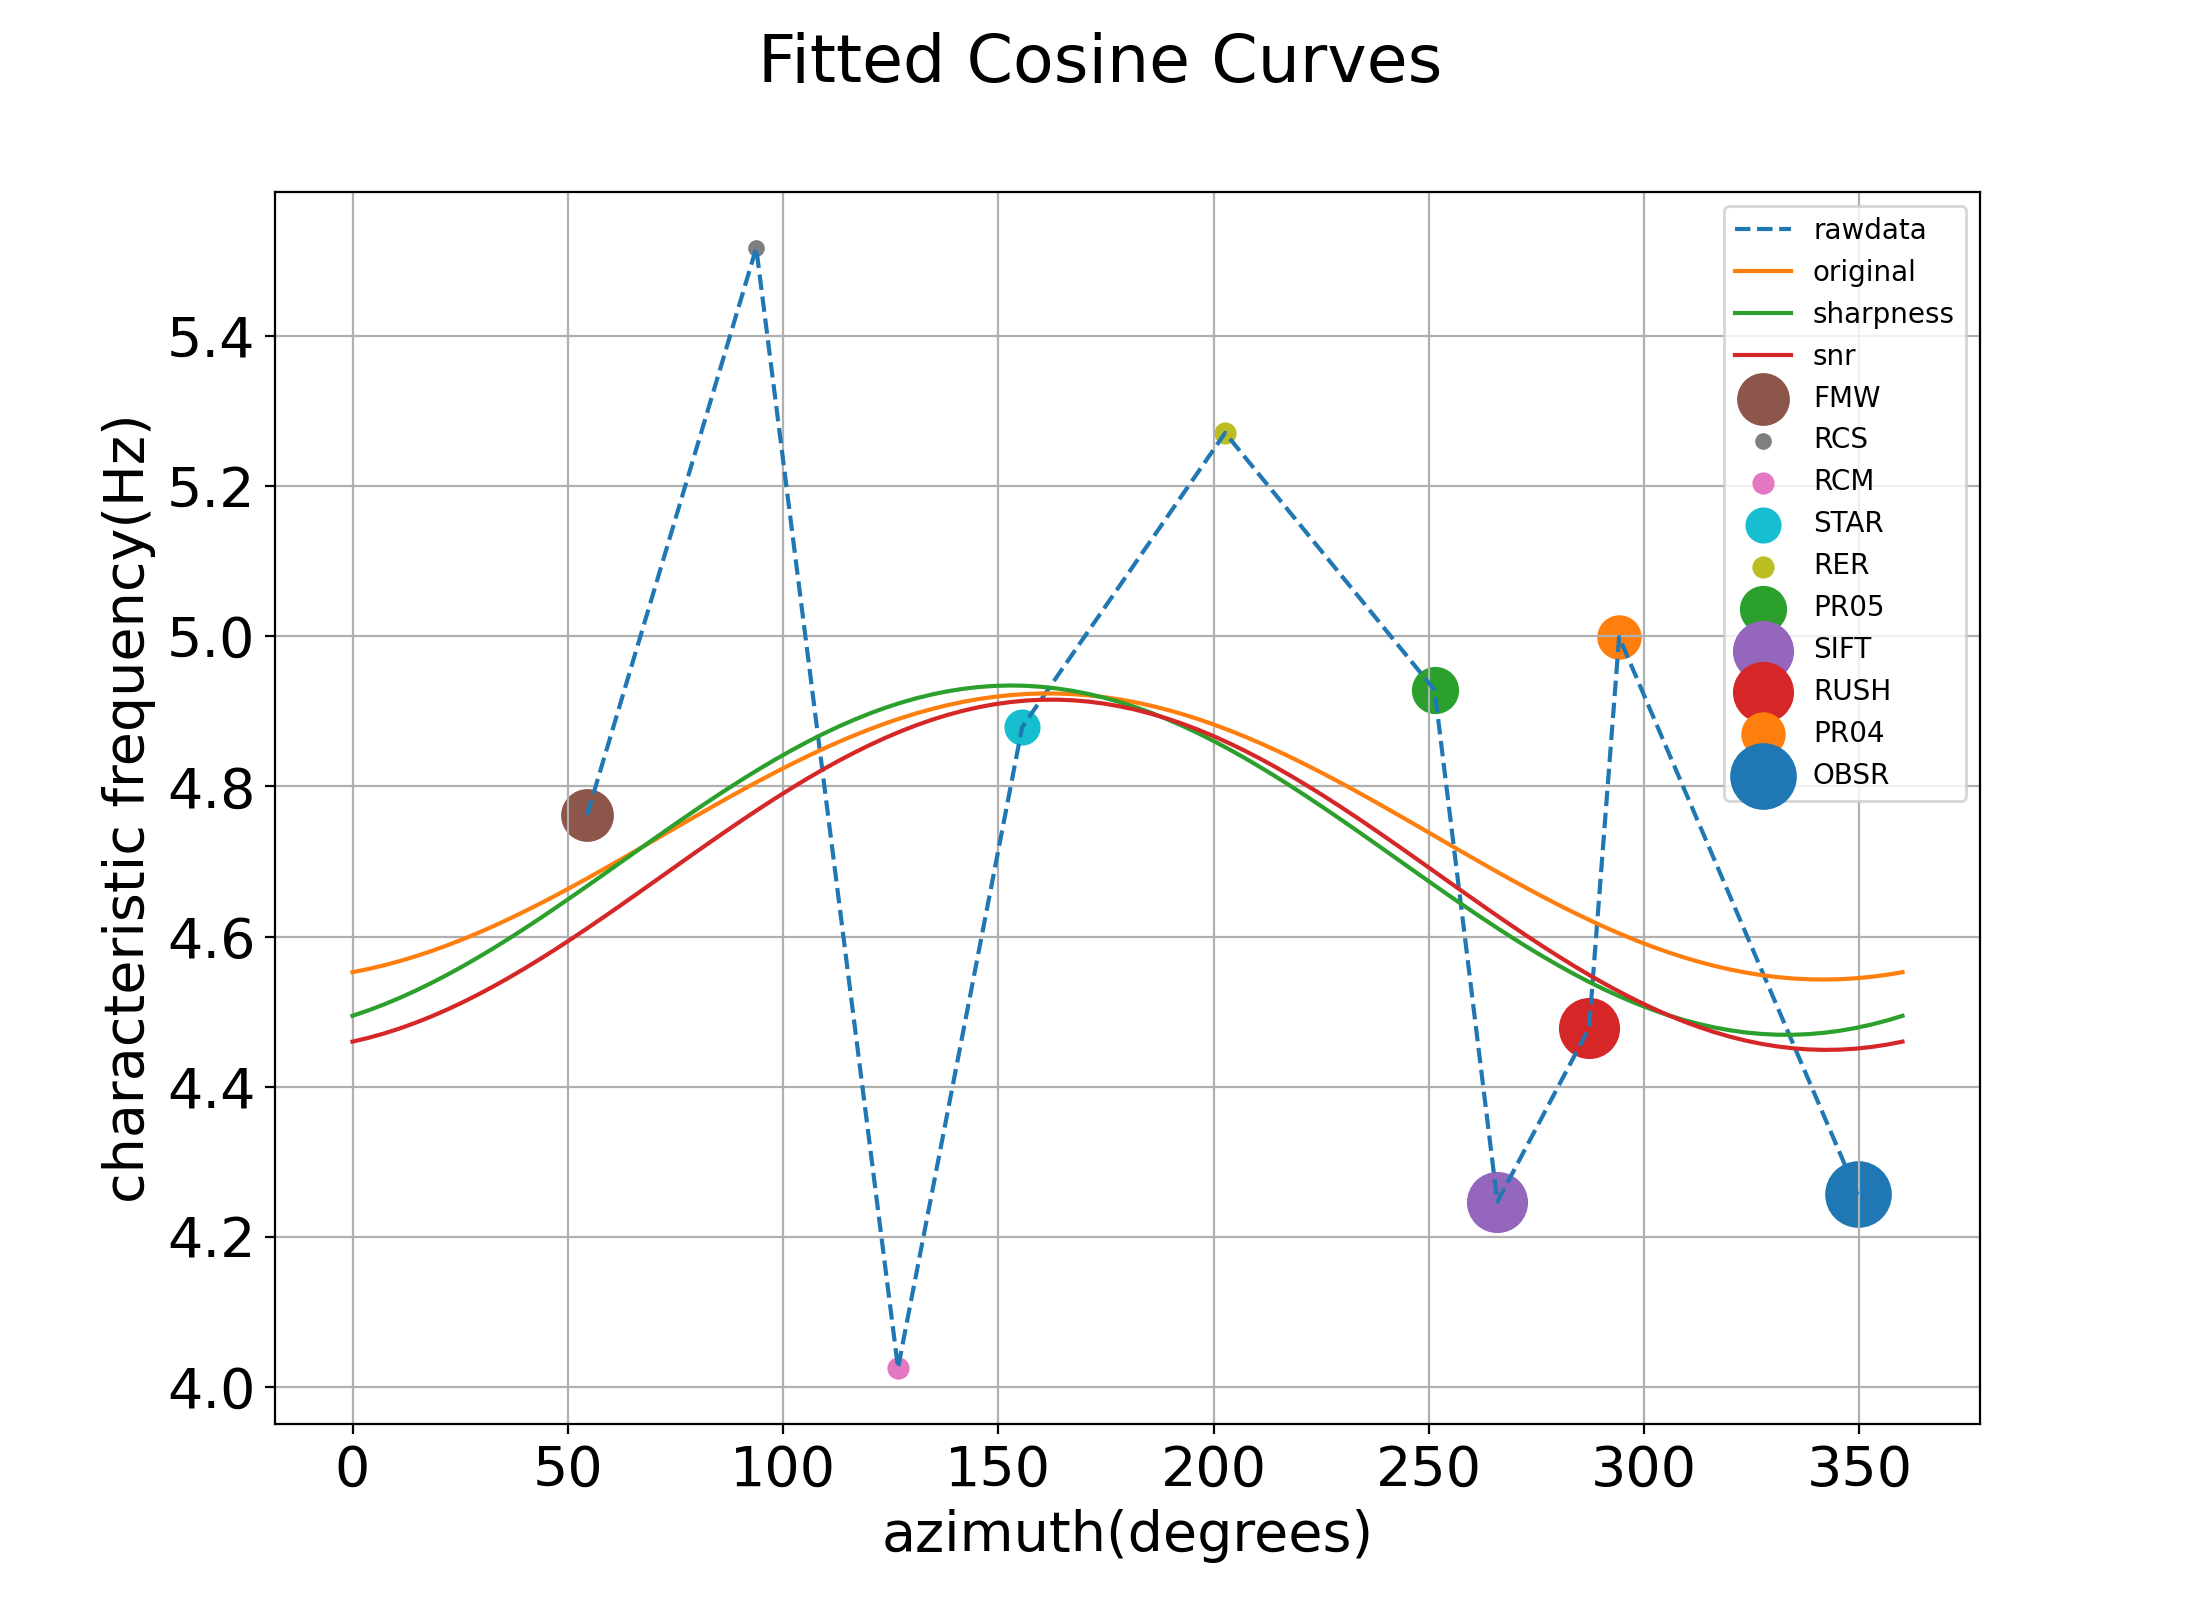 Fitted Cosine Curves
characteristic frequency(Hz)
5.4
5.2
5.0
4.8
4.6
4.4
4.2
4.0
rawdata
original
sharpness
snr
FMW
RCS
RCM
STAR
RER
PR05
SIFT
RUSH
PR04
OBSR
0 50 100 150 200 250 300 350
azimuth(degrees)